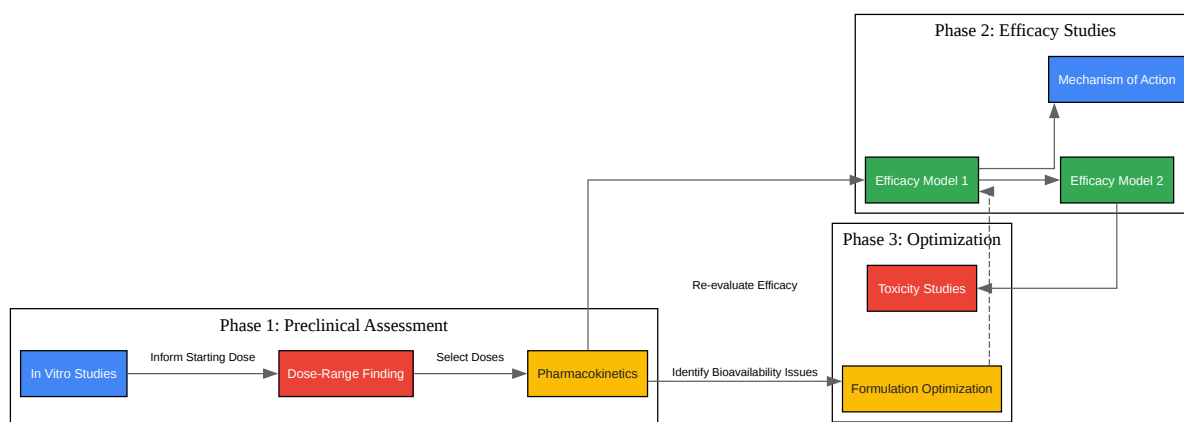 Phase 2: Efficacy Studies
Mechanism of Action
Efficacy Model 1
Efficacy Model 2
Phase 3: Optimization
Toxicity Studies
Re-evaluate Efficacy
Phase 1: Preclinical Assessment
In Vitro Studies
Inform Starting Dose
Dose-Range Finding
Select Doses
Pharmacokinetics
Identify Bioavailability Issues
Formulation Optimization